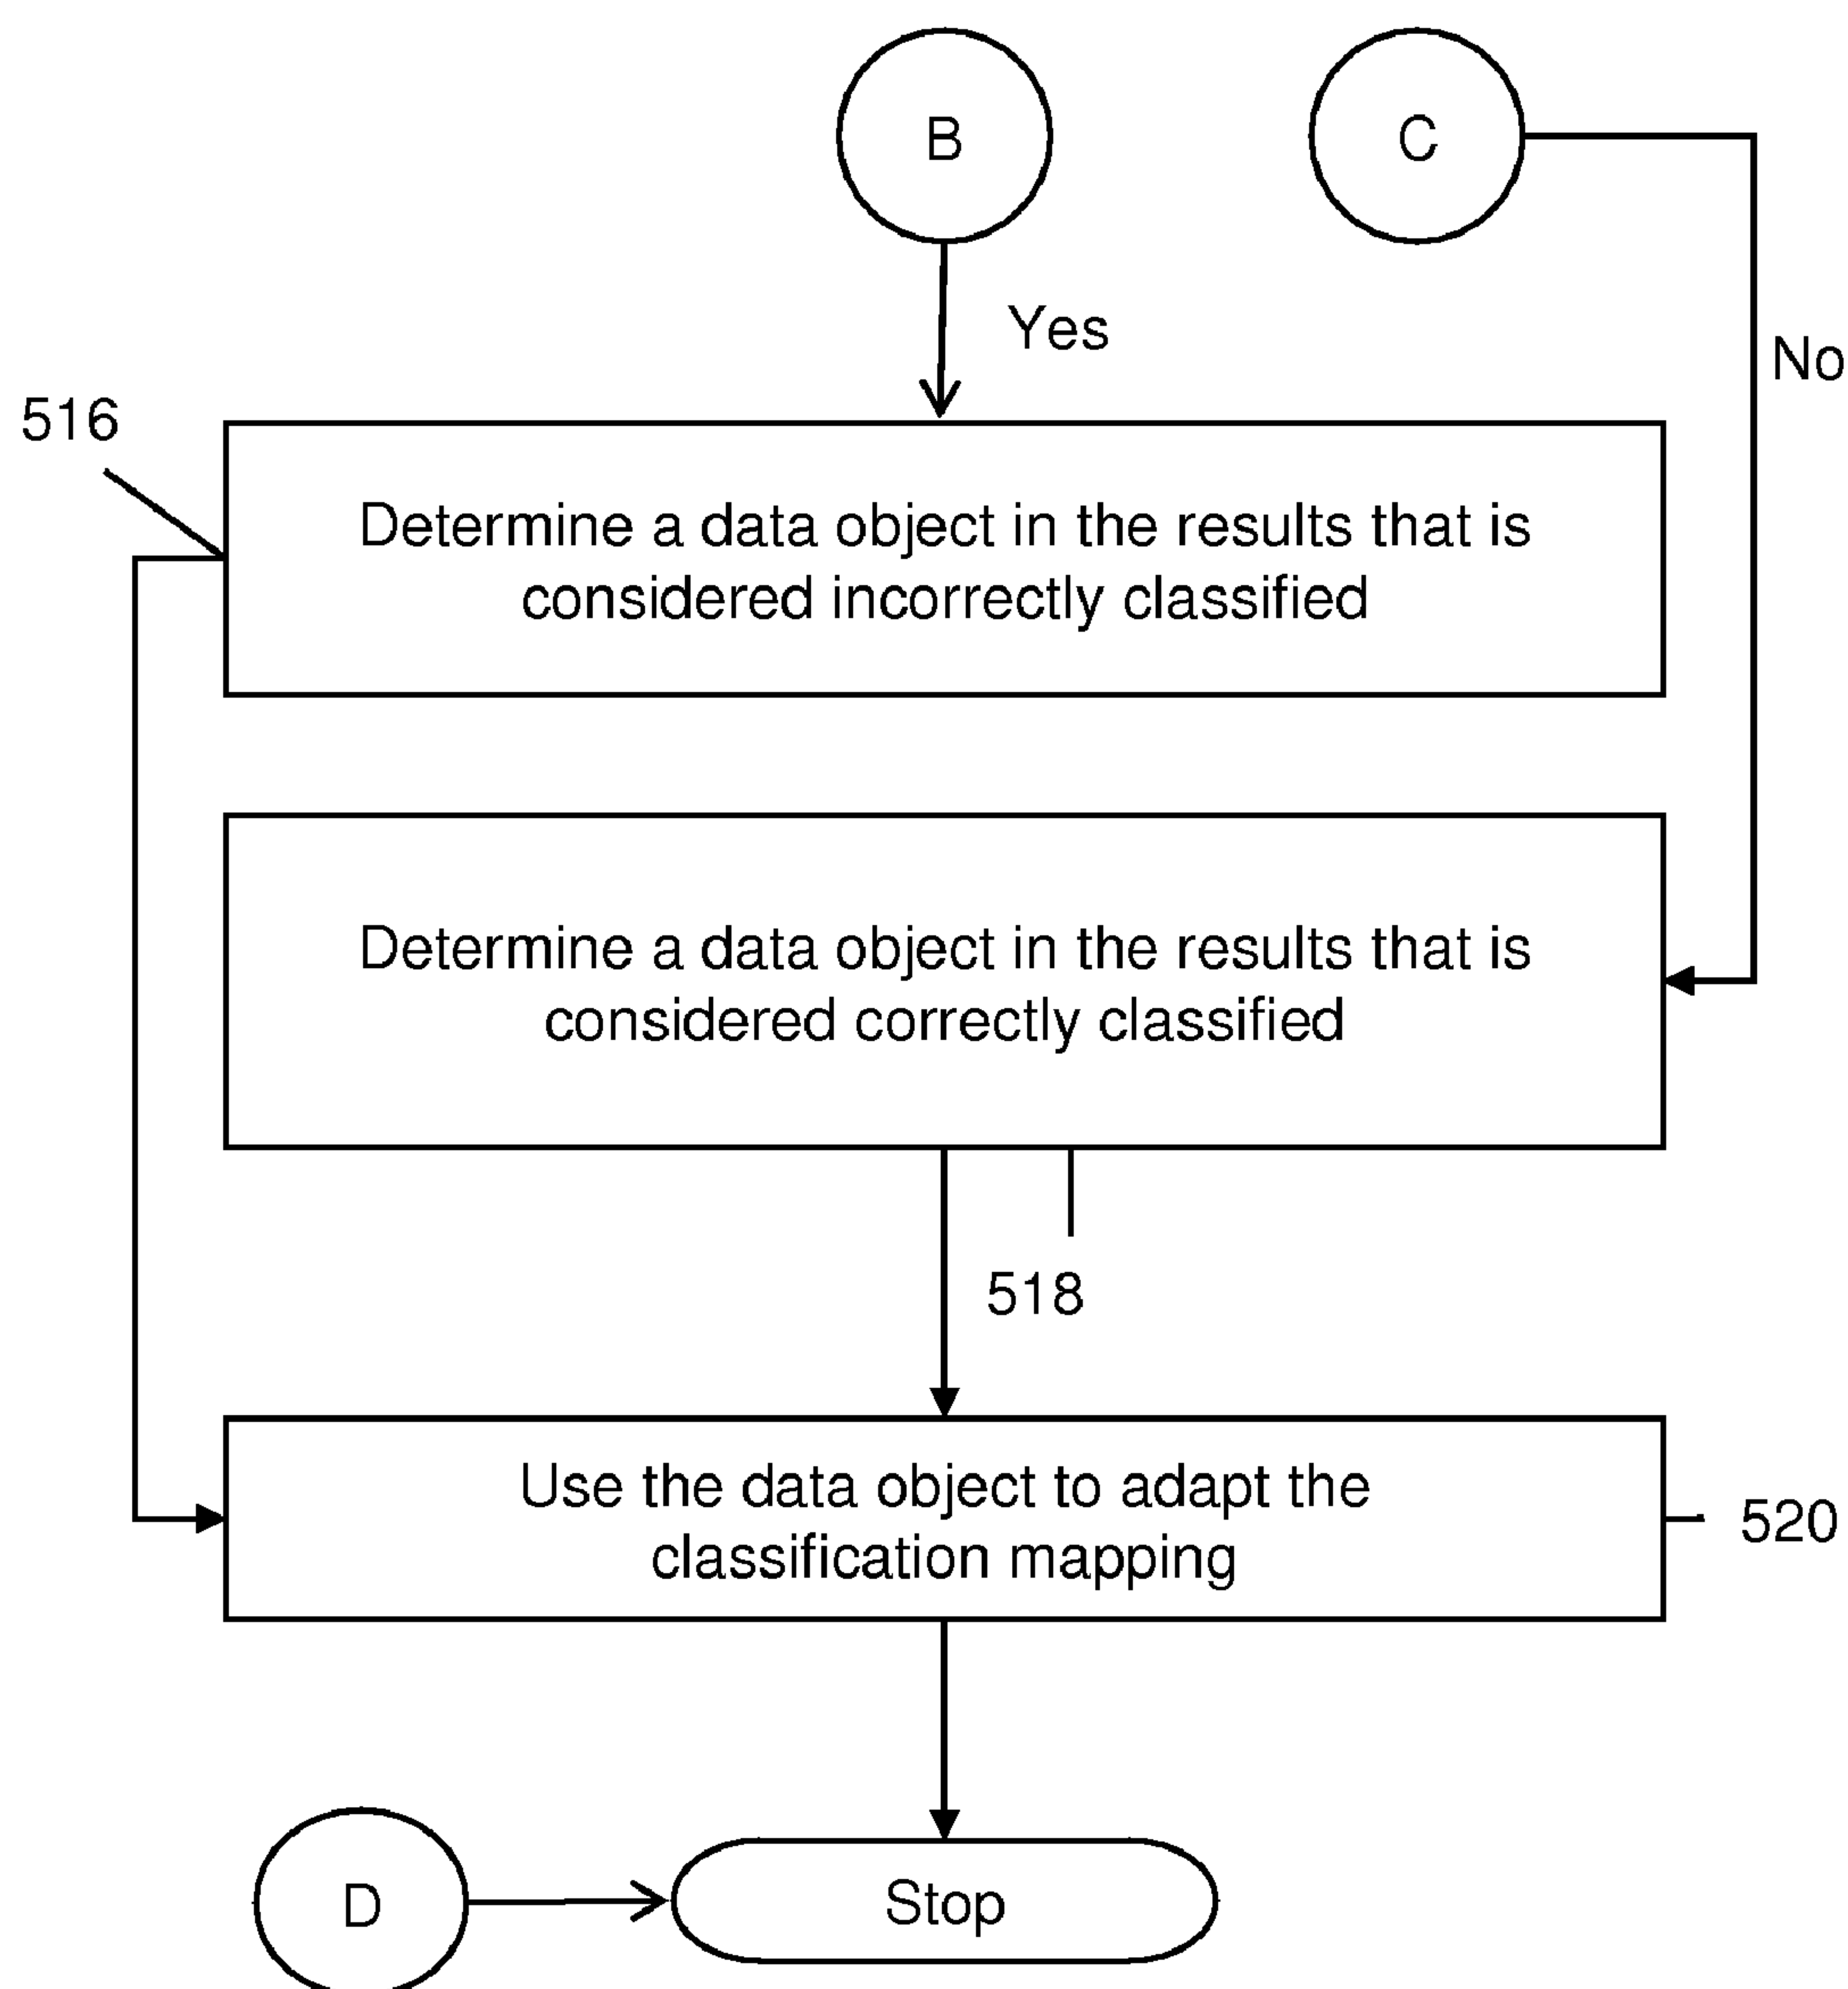 B
C
Yes
No
516
Determine a data object in the results that is
considered incorrectly classified
Determine a data object in the results that is
considered correctly classified
518
Use the data object to adapt the
classification mapping
520
D
Stop